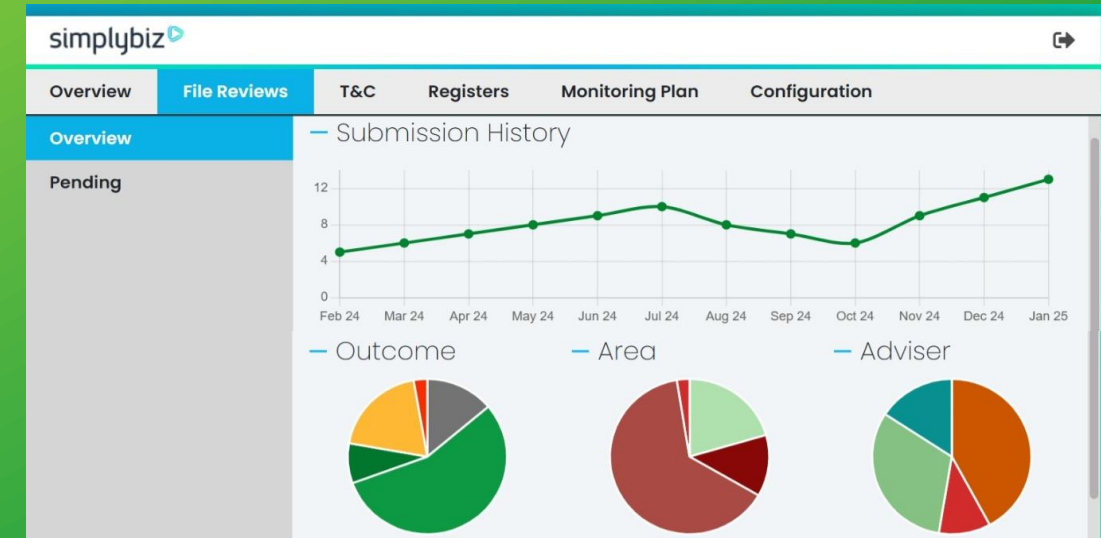 simplybiz
Overview File Reviews T&C Registers Monitoring Plan Configuration
Overview
Pending
Submission History
12
8
4
0
Feb 24 Mar 24 Apr 24 May 24 Jun 24 Jul 24 Aug 24 Sep 24 Oct 24 Nov 24 Dec 24 Jan 25
Outcome Area Adviser